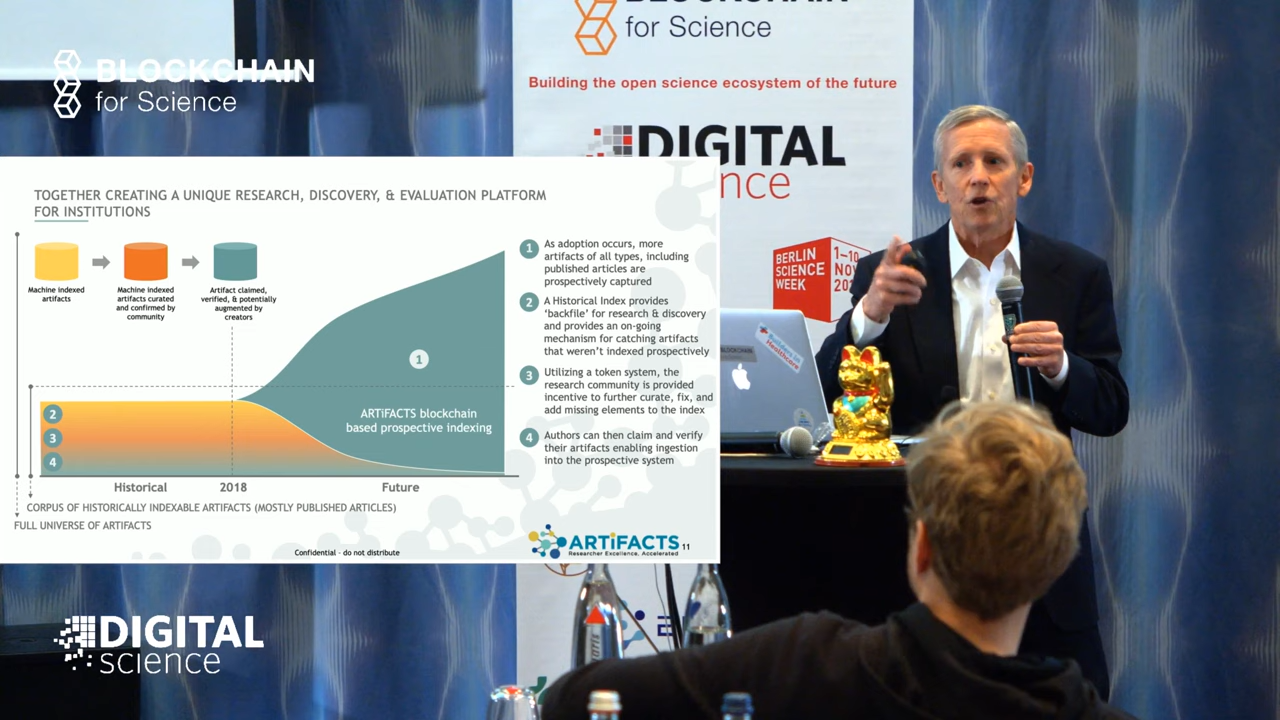 BLOCKCHAIN
for Science
for Science
Building the open science ecosystem of the future
DIGITAL
BERLIN
SCIENCE
WEEK
1–10
TOGETHER CREATING A UNIQUE RESEARCH, DISCOVERY, & EVALUATION PLATFORM
FOR INSTITUTIONS
Machine indexed
artifacts
Machine indexed
artifacts curated
and confirmed by
community
Artifact claimed,
verified, & potentially
augmented by
creators
1
ARTiFACTS blockchain
based prospective indexing
2
3
4
Historical
2018
Future
CORPUS OF HISTORICALLY INDEXABLE ARTIFACTS (MOSTLY PUBLISHED ARTICLES)
FULL UNIVERSE OF ARTIFACTS
1 As adoption occurs, more
artifacts of all types, including
published articles are
prospectively captured
2 A Historical Index provides
‘backfile’ for research & discovery
and provides an on-going
mechanism for catching artifacts
that weren’t indexed prospectively
3 Utilizing a token system, the
research community is provided
incentive to further curate, fix, and
add missing elements to the index
4 Authors can then claim and verify
their artifacts enabling ingestion
into the prospective system
Confidential - do not distribute
ARTiFACTS
Researcher Excellence, Accelerated
11
Healthcare
DIGITAL
science